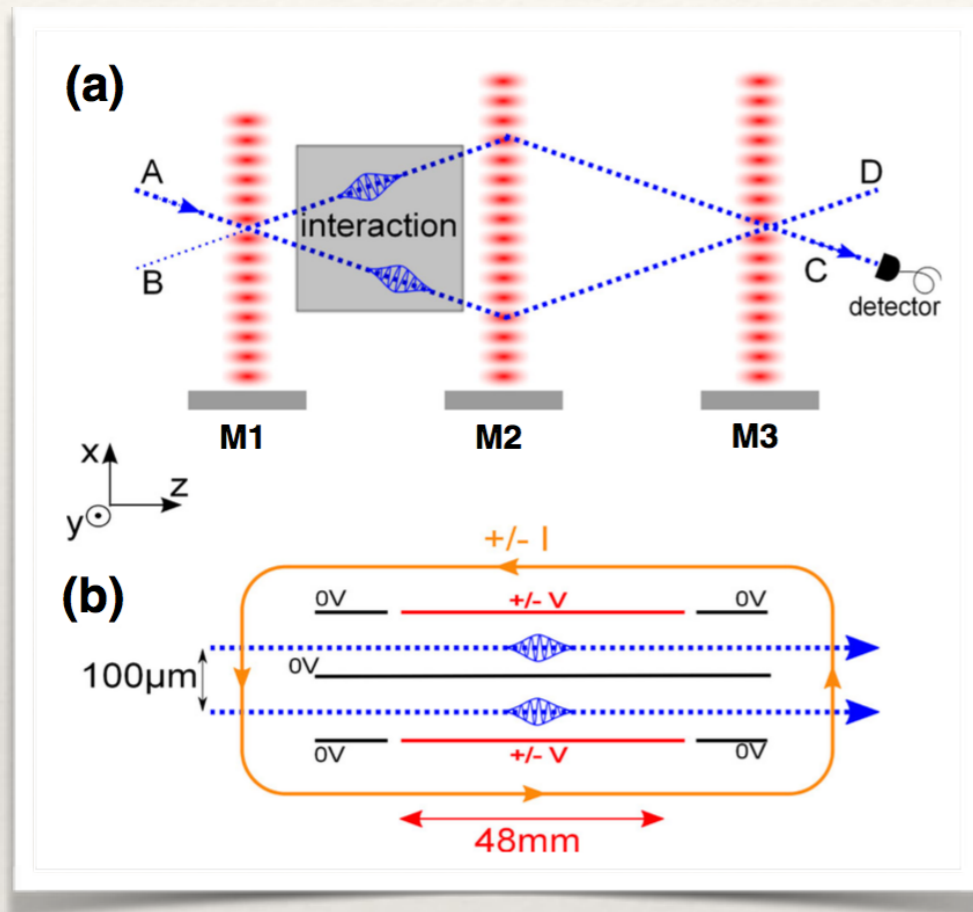 (a)
A
B
interaction
D
C
detector
M1 M2 M3
x
z
y
+/- I
(b)
0V +/- V 0V
0V
100μm
0V +/- V 0V
48mm